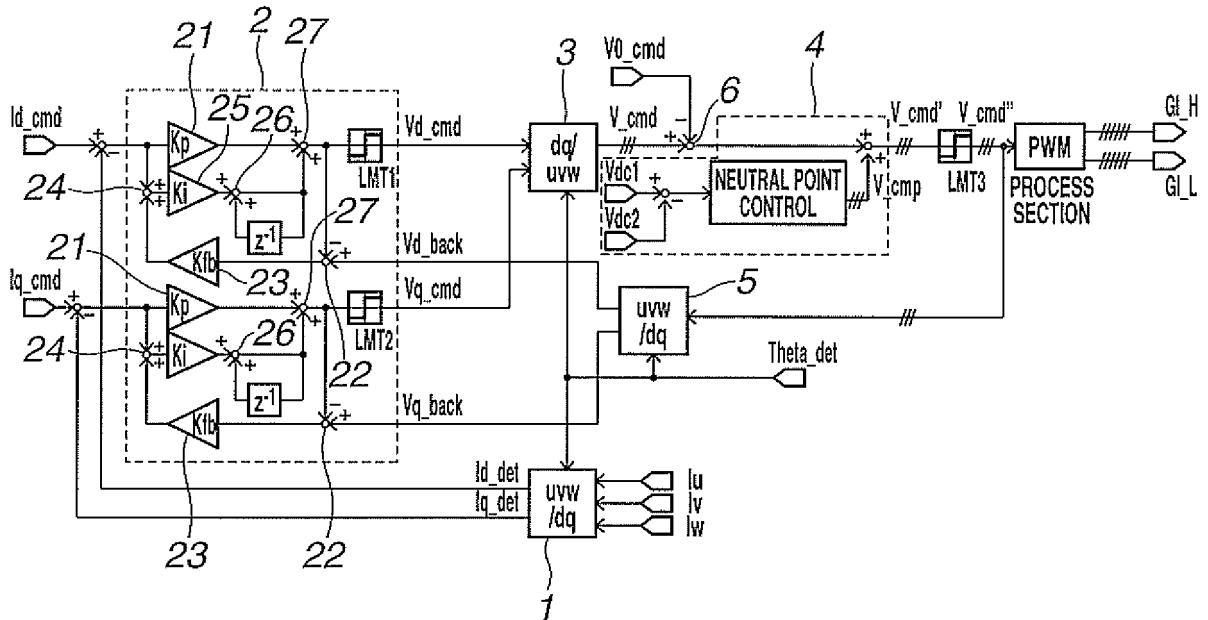 2
27
21
25
26
Id_cmd
+
−
Kp
+
+
Vd_cmd
LMT1
24
+
+
Ki
+
+
z-1
27
Kfb
23
−
+
Vd_back
21
Iq_cmd
+
−
Kp
+
+
Vq_cmd
LMT2
24
+
+
Ki
+
+
26
z-1
22
Kfb
−
+
Vq_back
23
22
Id_det
Iq_det
3
dq/
uvw
V_cmd
V0_cmd
−
+
6
4
Vdc1
Vdc2
+
−
NEUTRAL POINT
CONTROL
V_cmp
+
+
V_cmd'
V_cmd''
LMT3
PWM
PROCESS
SECTION
GI_H
GI_L
5
uvw
/dq
Theta_det
uvw
/dq
Iu
Iv
Iw
1